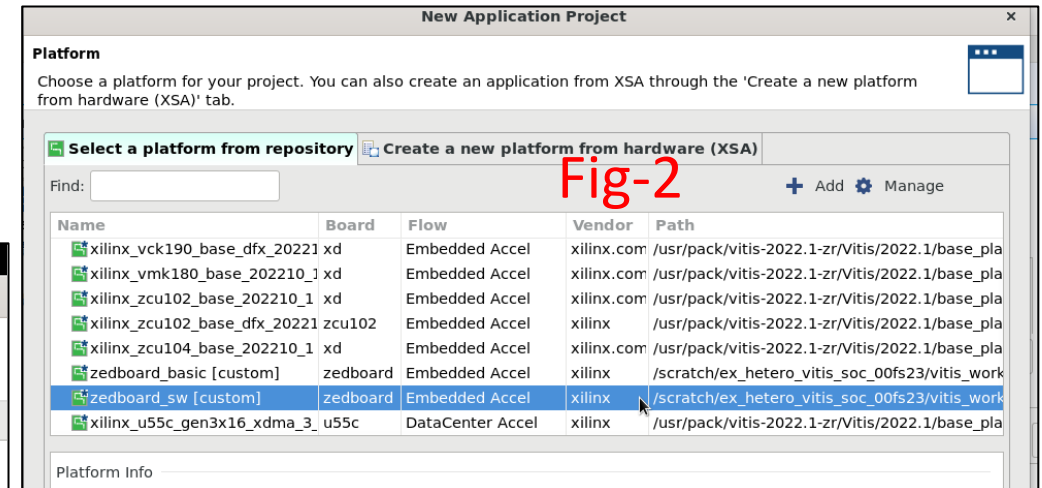 New Application Project ×
Platform
Choose a platform for your project. You can also create an application from XSA through the 'Create a new platform
from hardware (XSA)' tab.
Select a platform from repository Create a new platform from hardware (XSA)
Fig-2
Find: Add Manage
Name Board Flow Vendor Path
xilinx_vck190_base_dfx_20221 xd Embedded Accel xilinx.com /usr/pack/vitis-2022.1-zr/Vitis/2022.1/base_pla
xilinx_vmk180_base_202210_1 xd Embedded Accel xilinx.com /usr/pack/vitis-2022.1-zr/Vitis/2022.1/base_pla
xilinx_zcu102_base_202210_1 xd Embedded Accel xilinx.com /usr/pack/vitis-2022.1-zr/Vitis/2022.1/base_pla
xilinx_zcu102_base_dfx_20221 zcu102 Embedded Accel xilinx /usr/pack/vitis-2022.1-zr/Vitis/2022.1/base_pla
xilinx_zcu104_base_202210_1 xd Embedded Accel xilinx.com /usr/pack/vitis-2022.1-zr/Vitis/2022.1/base_pla
zedboard_basic [custom] zedboard Embedded Accel xilinx /scratch/ex_hetero_vitis_soc_00fs23/vitis_work
zedboard_sw [custom] zedboard Embedded Accel xilinx /scratch/ex_hetero_vitis_soc_00fs23/vitis_work
xilinx_u55c_gen3x16_xdma_3_ u55c DataCenter Accel xilinx /usr/pack/vitis-2022.1-zr/Vitis/2022.1/base_pla
Platform Info